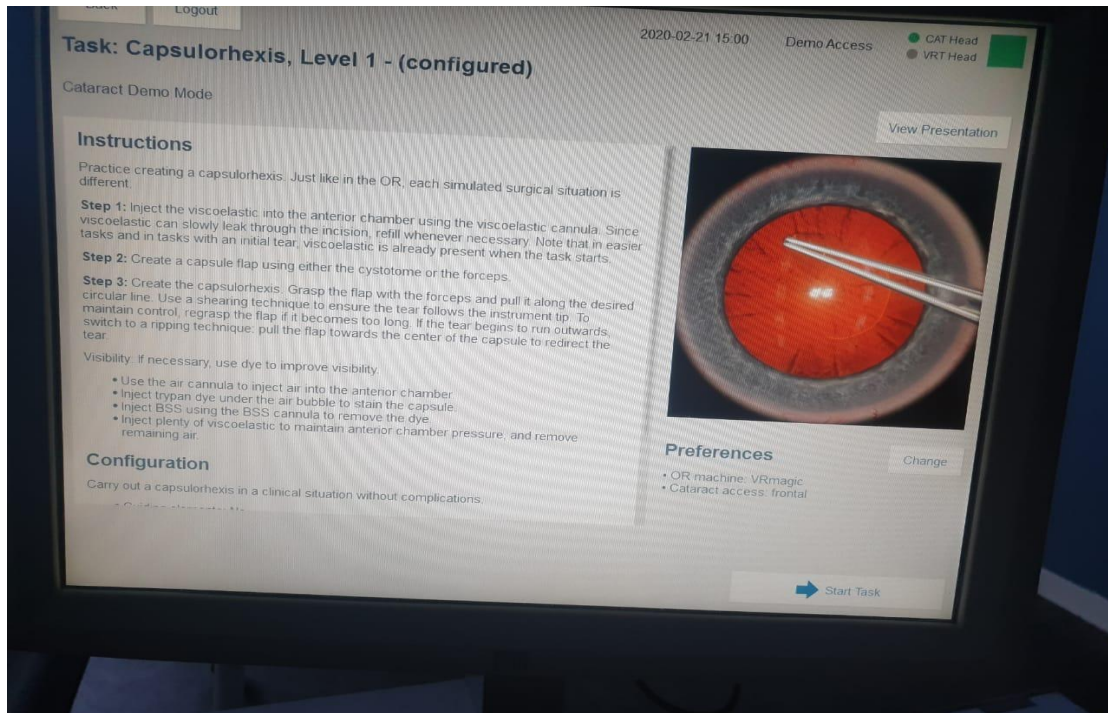 Back Logout
2020-02-21 15:00 Demo Access CAT Head
VRT Head
Task: Capsulorhexis, Level 1 - (configured)
Cataract Demo Mode
View Presentation
Instructions
Practice creating a capsulorhexis. Just like in the OR, each simulated surgical situation is
different.
Step 1: Inject the viscoelastic into the anterior chamber using the viscoelastic cannula. Since
viscoelastic can slowly leak through the incision, refill whenever necessary. Note that in easier
tasks and in tasks with an initial tear, viscoelastic is already present when the task starts.
Step 2: Create a capsule flap using either the cystotome or the forceps.
Step 3: Create the capsulorhexis. Grasp the flap with the forceps and pull it along the desired
circular line. Use a shearing technique to ensure the tear follows the instrument tip. To
maintain control, regrasp the flap if it becomes too long. If the tear begins to run outwards,
switch to a ripping technique: pull the flap towards the center of the capsule to redirect the
tear.
Visibility: If necessary, use dye to improve visibility.
• Use the air cannula to inject air into the anterior chamber
• Inject trypan dye under the air bubble to stain the capsule.
• Inject BSS using the BSS cannula to remove the dye.
• Inject plenty of viscoelastic to maintain anterior chamber pressure, and remove
remaining air.
Configuration
Carry out a capsulorhexis in a clinical situation without complications.
Preferences
Change
• OR machine: VRmagic
• Cataract access: frontal
Start Task